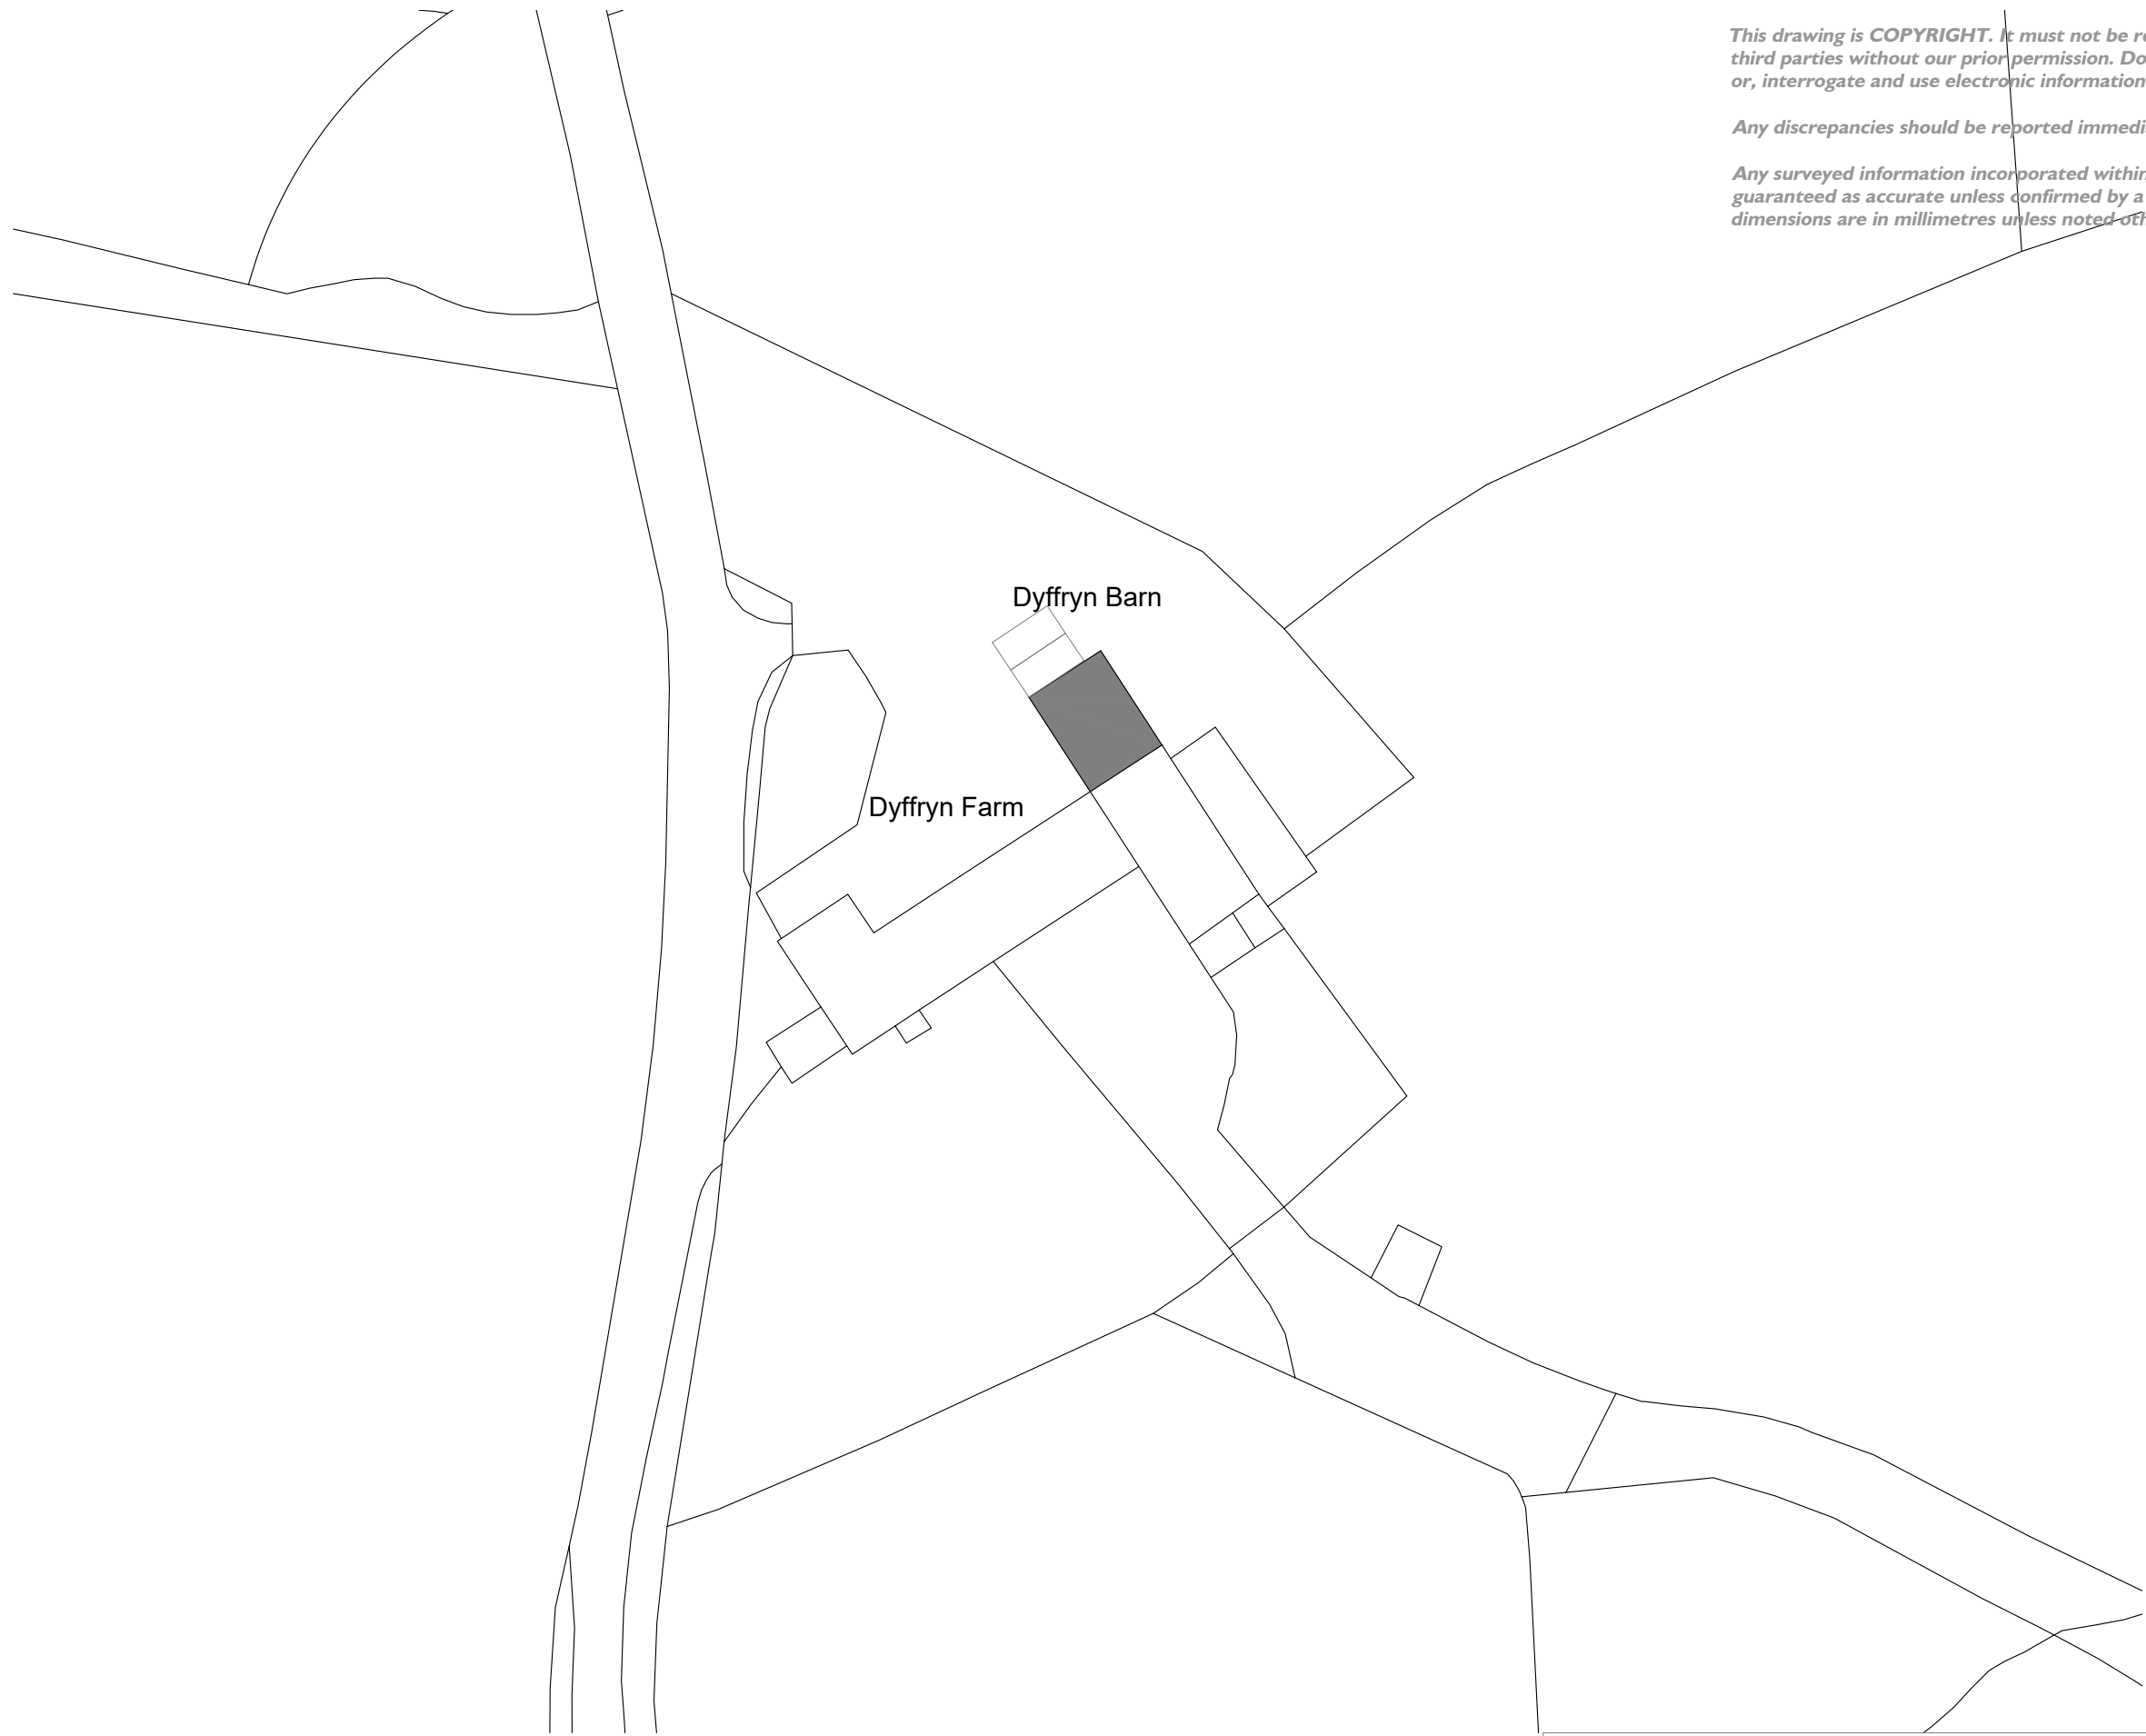 This drawing is COPYRIGHT. It must not be
third parties without our prior permission. Do
or, interrogate and use electronic information
Any discrepancies should be reported
Any surveyed information incorporated within
guaranteed as accurate unless confirmed by a
dimensions are in millimetres unless noted
Dyffryn Barn
Dyffryn Farm